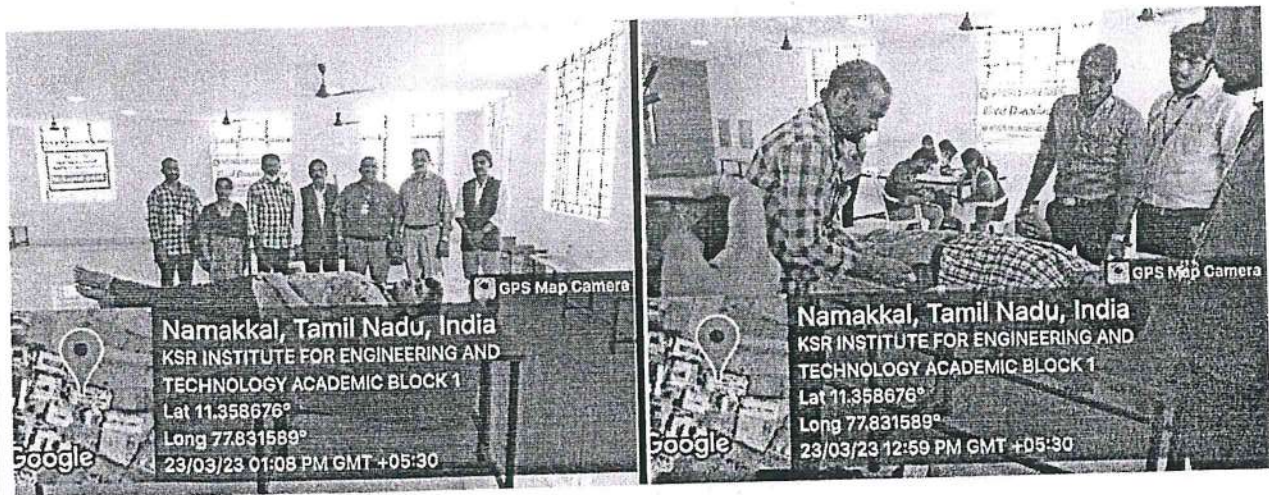 GPS Map Camera
Namakkal, Tamil Nadu, India
KSR INSTITUTE FOR ENGINEERING AND
TECHNOLOGY ACADEMIC BLOCK 1
Lat 11.358676°
Long 77.831589°
23/03/23 01:08 PM GMT +05:30
Google
Blood Donation Camp
GPS Map Camera
Namakkal, Tamil Nadu, India
KSR INSTITUTE FOR ENGINEERING AND
TECHNOLOGY ACADEMIC BLOCK 1
Lat 11.358676°
Long 77.831589°
23/03/23 12:59 PM GMT +05:30
Google